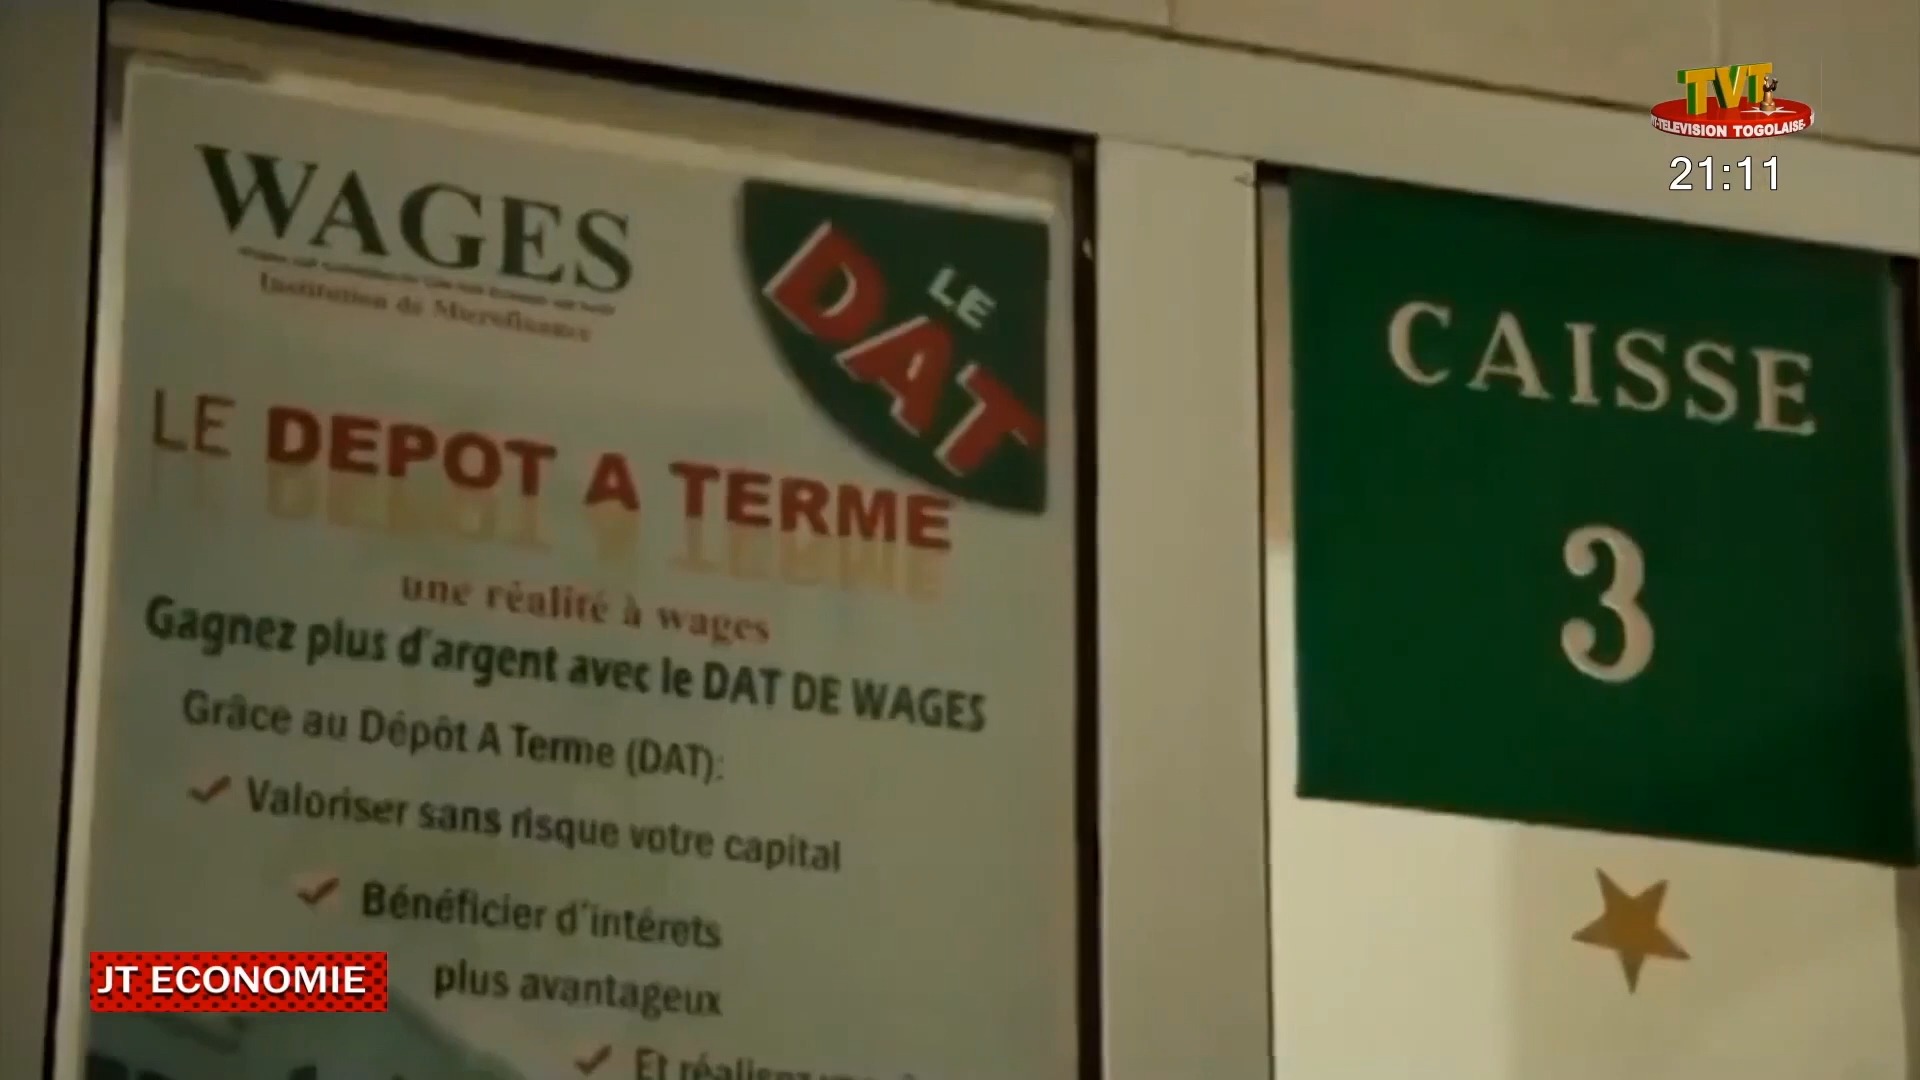 TVT
TELEVISION TOGOLAISE
21:11
WAGES
Institution de Microfinance
LE DAT
LE DEPOT A TERME
une réalité à wages
Gagnez plus d'argent avec le DAT DE WAGES
Grâce au Dépôt A Terme (DAT):
Valoriser sans risque votre capital
Bénéficier d'intérets
plus avantageux
Et
CAISSE
3
JT ECONOMIE